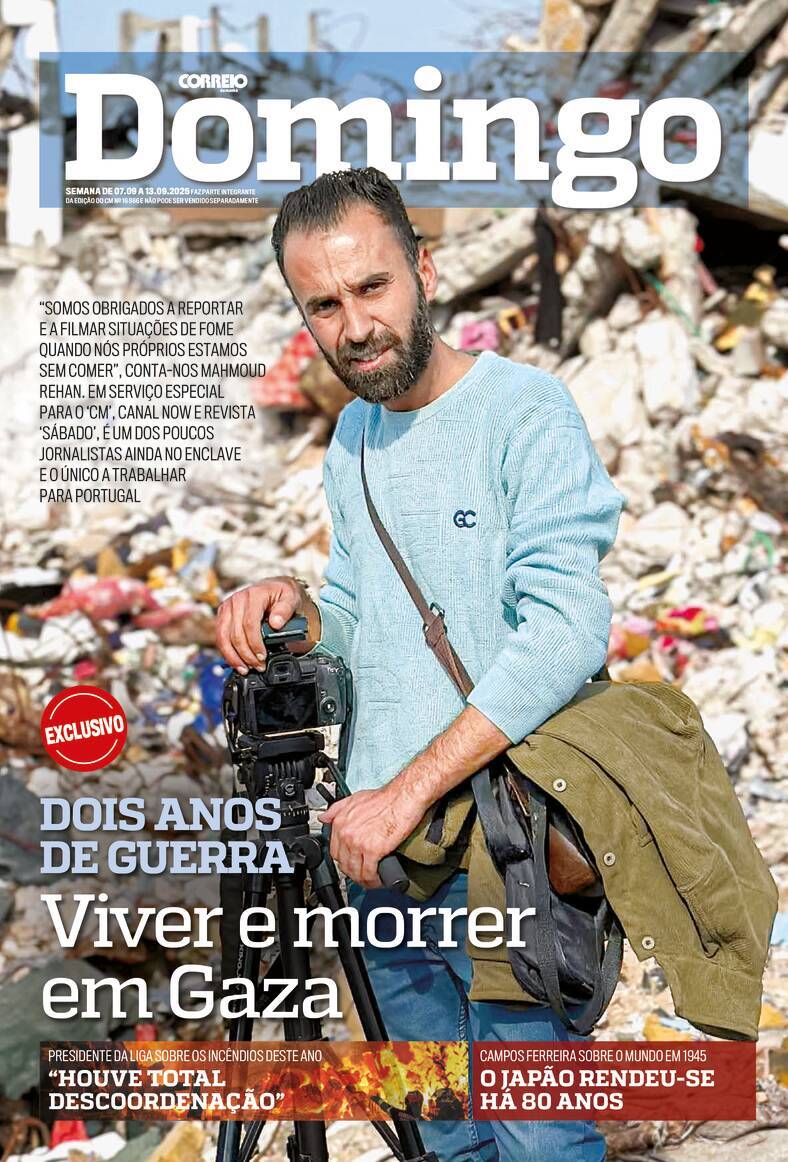 CORREIO
Domingo
SEMANA DE 07.09 A 13.09.2025 FAZ PARTE INTEGRANTE
DA EDIÇÃO DO CM Nº 16866 E NÃO PODE SER VENDIDO SEPARADAMENTE
“SOMOS OBRIGADOS A REPORTAR
E A FILMAR SITUAÇÕES DE FOME
QUANDO NÓS PRÓPRIOS ESTAMOS
SEM COMER”, CONTA-NOS MAHMOUD
REHAN. EM SERVIÇO ESPECIAL
PARA O ‘CM’, CANAL NOW E REVISTA
‘SÁBADO’, É UM DOS POUCOS
JORNALISTAS AINDA NO ENCLAVE
E O ÚNICO A TRABALHAR
PARA PORTUGAL
GC
EXCLUSIVO
DOIS ANOS
DE GUERRA
Viver e morrer
em Gaza
PRESIDENTE DA LIGA SOBRE OS INCÊNDIOS DESTE ANO
“HOUVE TOTAL
DESCOORDENAÇÃO”
CAMPOS FERREIRA SOBRE O MUNDO EM 1945
O JAPÃO RENDEU-SE
HÁ 80 ANOS